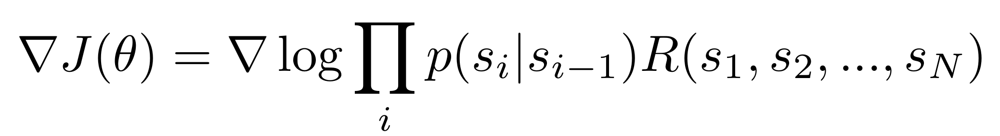 ∇J(θ) = ∇ log ∏_i p(s_i|s_{i−1})R(s_1, s_2, ..., s_N)